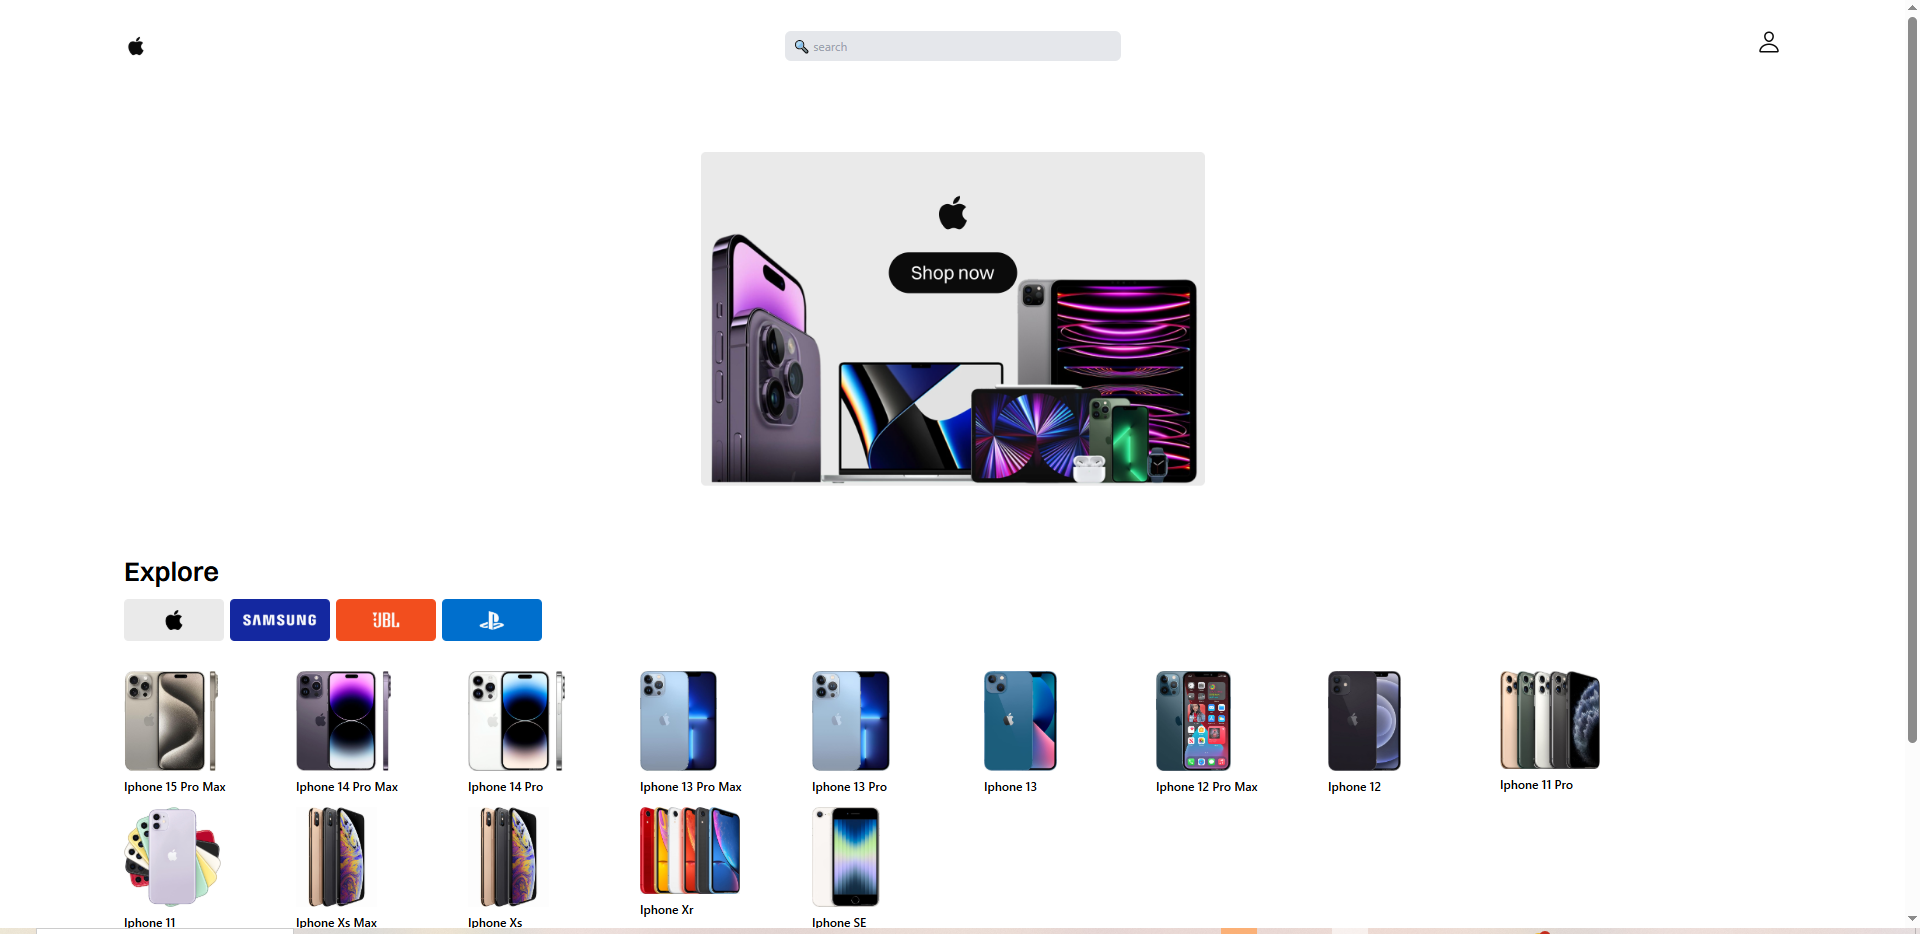 search
Shop now
Explore
SAMSUNG
JBL
Iphone 15 Pro Max
Iphone 14 Pro Max
Iphone 14 Pro
Iphone 13 Pro Max
Iphone 13 Pro
Iphone 13
Iphone 12 Pro Max
Iphone 12
Iphone 11 Pro
Iphone 11
Iphone Xs Max
Iphone Xs
Iphone Xr
Iphone SE